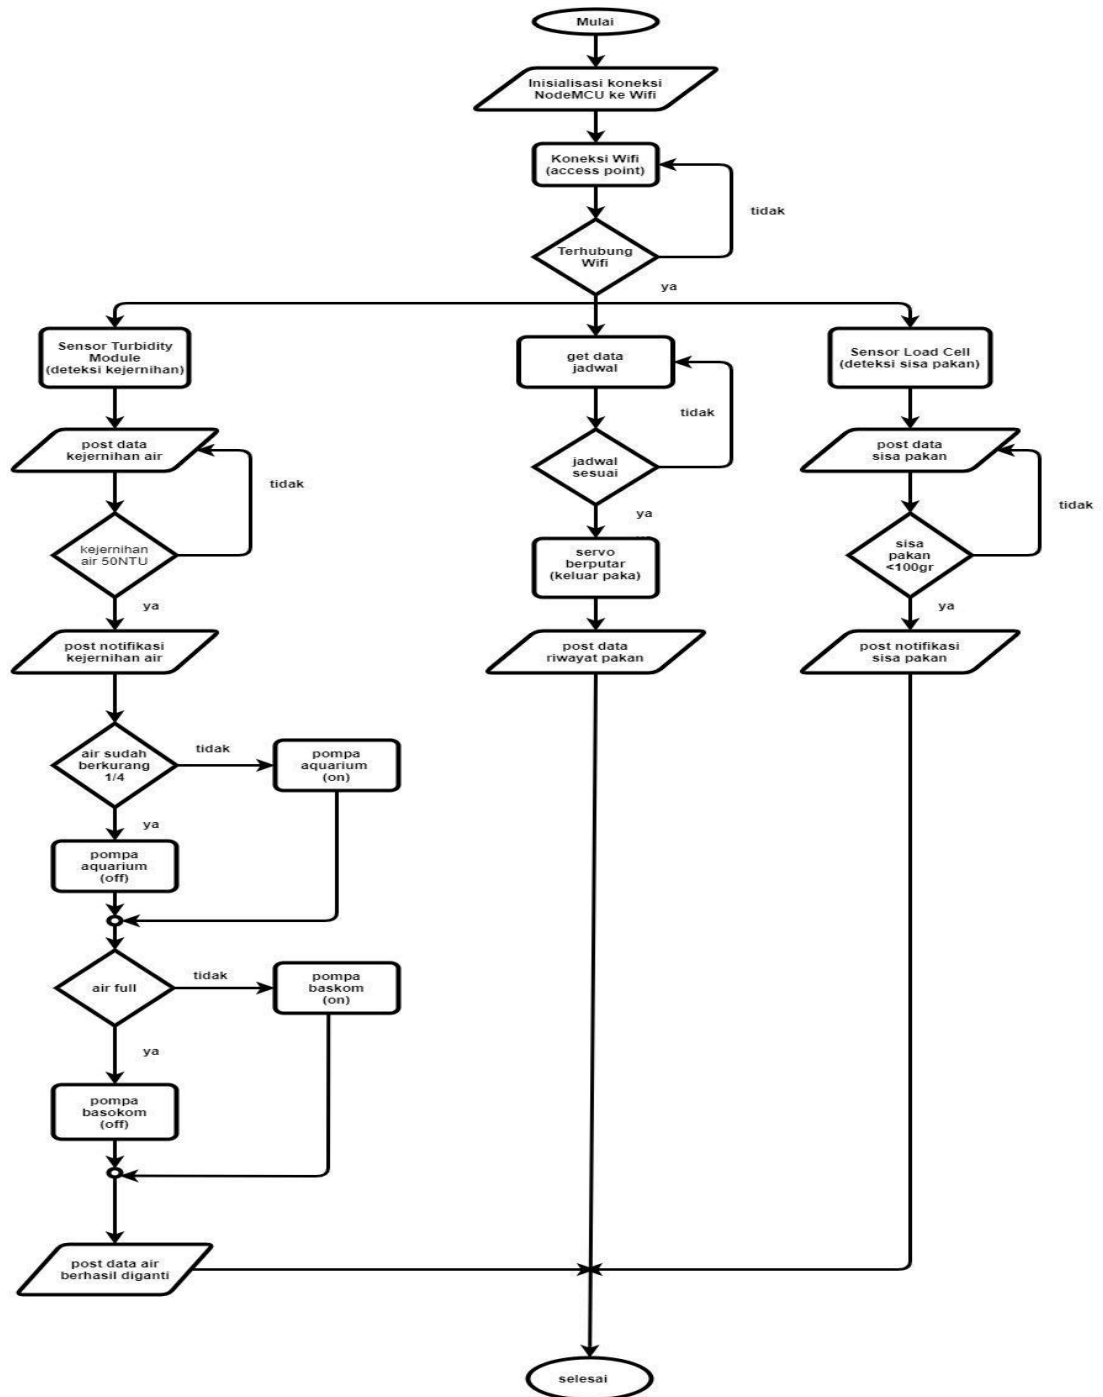 Mulai
Inisialisasi koneksi
NodeMCU ke Wifi
Koneksi Wifi
(access point)
tidak
Terhubung
Wifi
ya
Sensor Turbidity
Module
(deteksi kejernihan)
post data
kejernihan air
tidak
kejernihan
air 50NTU
ya
post notifikasi
kejernihan air
air sudah
berkurang
1/4
tidak
pompa
aquarium
(on)
ya
pompa
aquarium
(off)
air full
tidak
pompa
baskom
(on)
ya
pompa
basokom
(off)
post data air
berhasil diganti
get data
jadwal
tidak
jadwal
sesuai
ya
servo
berputar
(keluar paka)
post data
riwayat pakan
Sensor Load Cell
(deteksi sisa pakan)
post data
sisa pakan
tidak
sisa
pakan
<100gr
ya
post notifikasi
sisa pakan
selesai